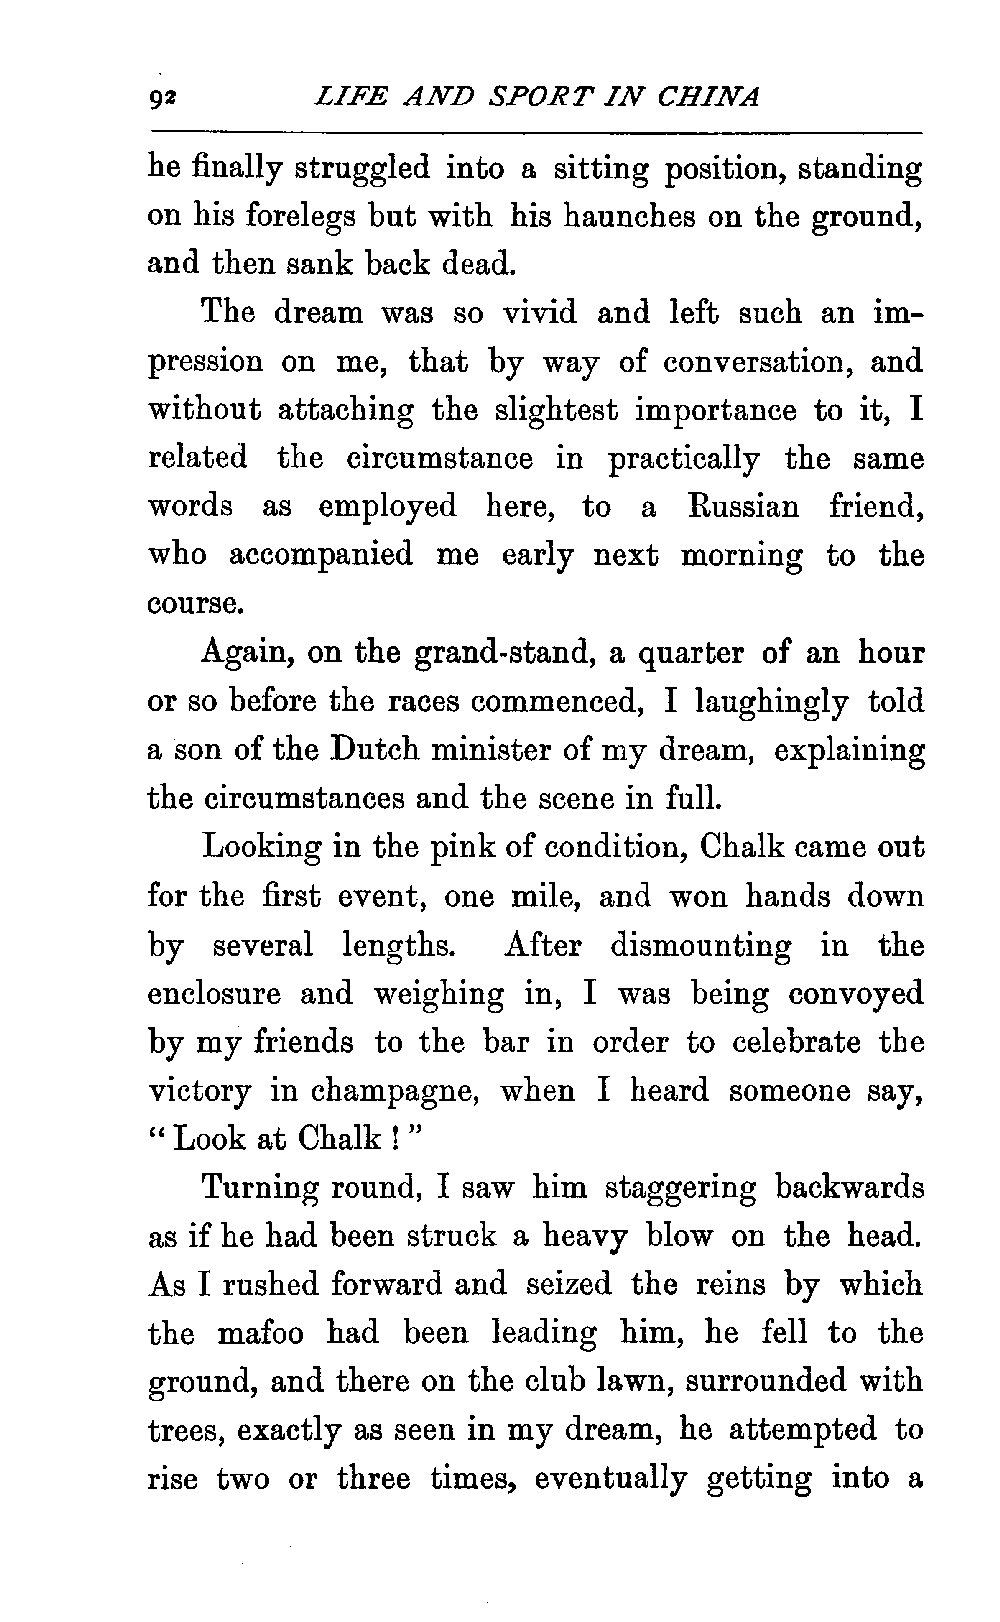 92 LIFE AND SPORT IN CHINA
he finally struggled into a sitting position, standing
on his forelegs but with his haunches on the ground,
and then sank back dead.
The dream was so vivid and left such an im-
pression on me, that by way of conversation, and
without attaching the slightest importance to it, I
related the circumstance in practically the same
words as employed here, to a Russian friend,
who accompanied me early next morning to the
course.
Again, on the grand-stand, a quarter of an hour
or so before the races commenced, I laughingly told
a son of the Dutch minister of my dream, explaining
the circumstances and the scene in full.
Looking in the pink of condition, Chalk came out
for the first event, one mile, and won hands down
by several lengths. After dismounting in the
enclosure and weighing in, I was being convoyed
by my friends to the bar in order to celebrate the
victory in champagne, when I heard someone say,
“ Look at Chalk ! ”
Turning round, I saw him staggering backwards
as if he had been struck a heavy blow on the head.
As I rushed forward and seized the reins by which
the mafoo had been leading him, he fell to the
ground, and there on the club lawn, surrounded with
trees, exactly as seen in my dream, he attempted to
rise two or three times, eventually getting into a